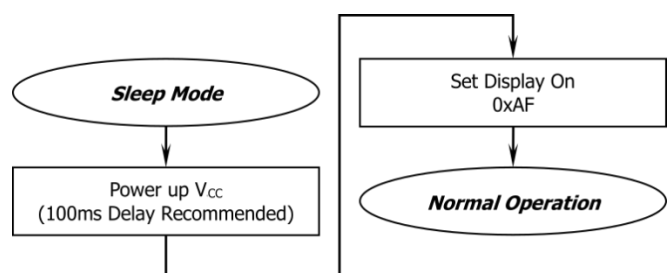 Sleep Mode
Power up VCC
(100ms Delay Recommended)
Set Display On
0xAF
Normal Operation